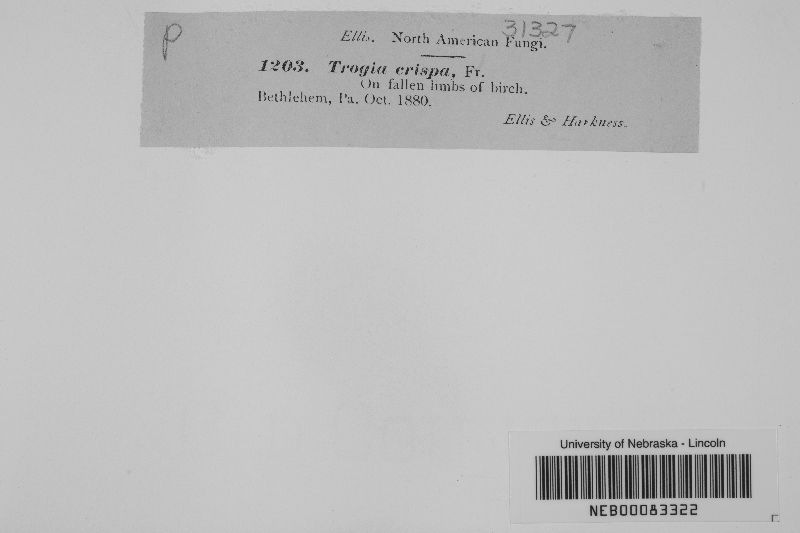 P
31327
Ellis. North American Fungi.
1203. Trogia crispa, Fr.
On fallen limbs of birch.
Bethlehem, Pa. Oct. 1880.
Ellis & Harkness.
University of Nebraska - Lincoln
NEB00083322